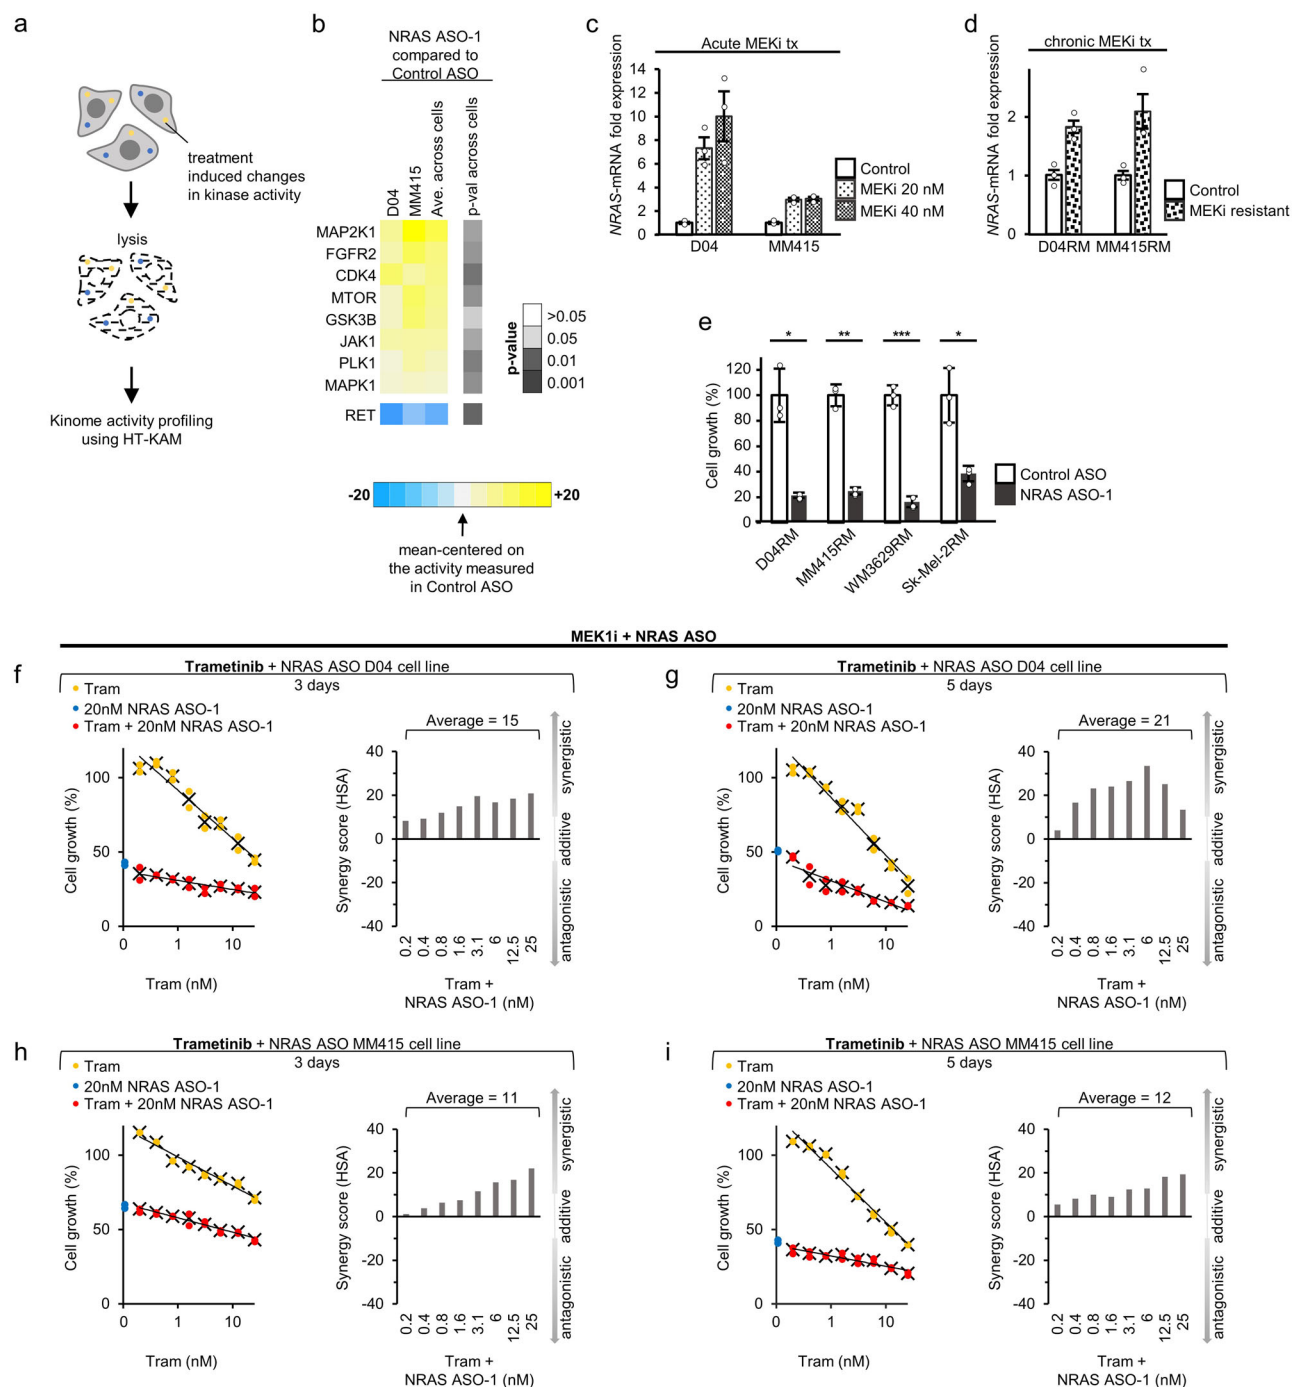 a
treatment
induced changes
in kinase activity
lysis
Kinome activity profiling
using HT-KAM
b
NRAS ASO-1
compared to
Control ASO
D04
MM415
Ave. across cells
p-val across cells
MAP2K1
FGFR2
CDK4
MTOR
GSK3B
JAK1
PLK1
MAPK1
RET
p-value
>0.05
0.05
0.01
0.001
-20
+20
mean-centered on
the activity measured
in Control ASO
c
Acute MEKi tx
NRAS-mRNA fold expression
14
12
10
8
6
4
2
0
D04
MM415
Control
MEKi 20 nM
MEKi 40 nM
d
chronic MEKi tx
NRAS-mRNA fold expression
2
1
0
D04RM
MM415RM
Control
MEKi resistant
e
*
**
***
*
Cell growth (%)
120
100
80
60
40
20
0
D04RM
MM415RM
WM3629RM
Sk-Mel-2RM
Control ASO
NRAS ASO-1
MEK1i + NRAS ASO
f
Trametinib + NRAS ASO D04 cell line
3 days
Tram
20nM NRAS ASO-1
Tram + 20nM NRAS ASO-1
Cell growth (%)
100
50
0
0
1
10
Tram (nM)
Average = 15
Synergy score (HSA)
40
20
0
-20
-40
0.2
0.4
0.8
1.6
3.1
6
12.5
25
Tram +
NRAS ASO-1 (nM)
synergistic
additive
antagonistic
g
Trametinib + NRAS ASO D04 cell line
5 days
Tram
20nM NRAS ASO-1
Tram + 20nM NRAS ASO-1
Cell growth (%)
100
50
0
0
1
10
Tram (nM)
Average = 21
Synergy score (HSA)
40
20
0
-20
-40
0.2
0.4
0.8
1.6
3.1
6
12.5
25
Tram +
NRAS ASO-1 (nM)
synergistic
additive
antagonistic
h
Trametinib + NRAS ASO MM415 cell line
3 days
Tram
20nM NRAS ASO-1
Tram + 20nM NRAS ASO-1
Cell growth (%)
100
50
0
0
1
10
Tram (nM)
Average = 11
Synergy score (HSA)
40
20
0
-20
-40
0.2
0.4
0.8
1.6
3.1
6
12.5
25
Tram +
NRAS ASO-1 (nM)
synergistic
additive
antagonistic
i
Trametinib + NRAS ASO MM415 cell line
5 days
Tram
20nM NRAS ASO-1
Tram + 20nM NRAS ASO-1
Cell growth (%)
100
50
0
0
1
10
Tram (nM)
Average = 12
Synergy score (HSA)
40
20
0
-20
-40
0.2
0.4
0.8
1.6
3.1
6
12.5
25
Tram +
NRAS ASO-1 (nM)
synergistic
additive
antagonistic